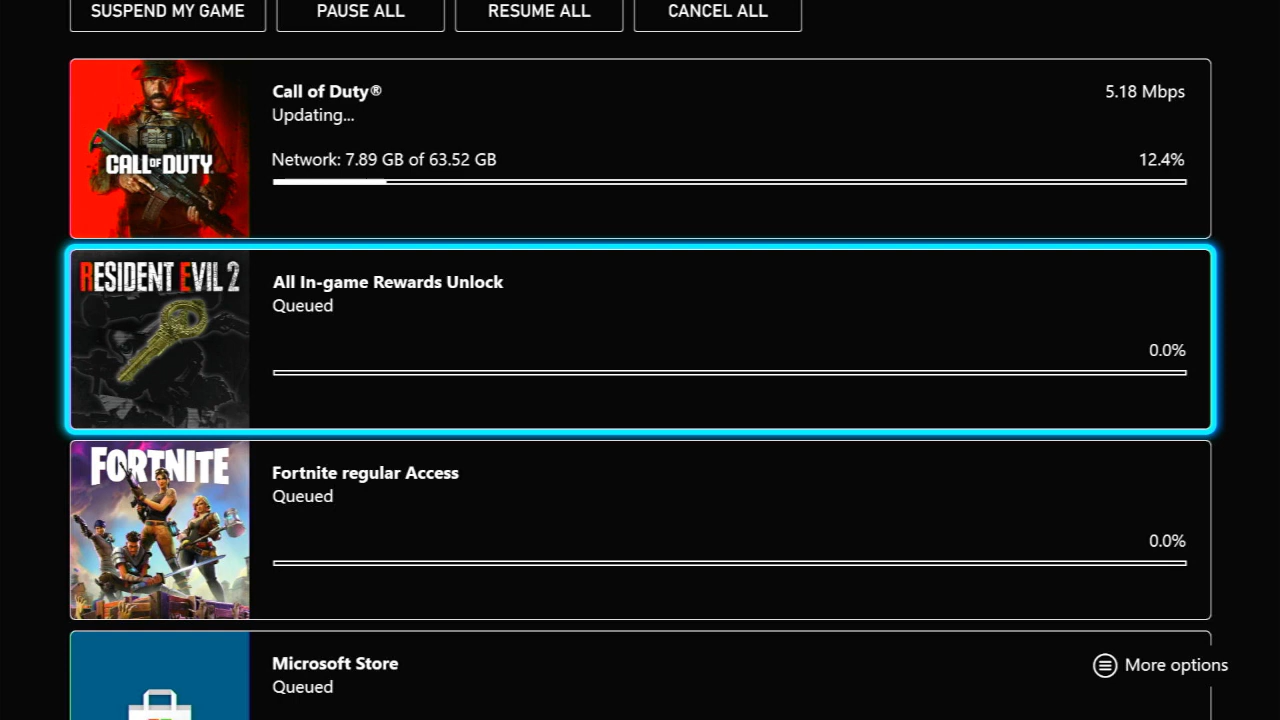 SUSPEND MY GAME
PAUSE ALL
RESUME ALL
CANCEL ALL
CALL OF DUTY
Call of Duty®
5.18 Mbps
Updating...
Network: 7.89 GB of 63.52 GB
12.4%
RESIDENT EVIL 2
All In-game Rewards Unlock
Queued
0.0%
FORTNITE
Fortnite regular Access
Queued
0.0%
Microsoft Store
Queued
More options